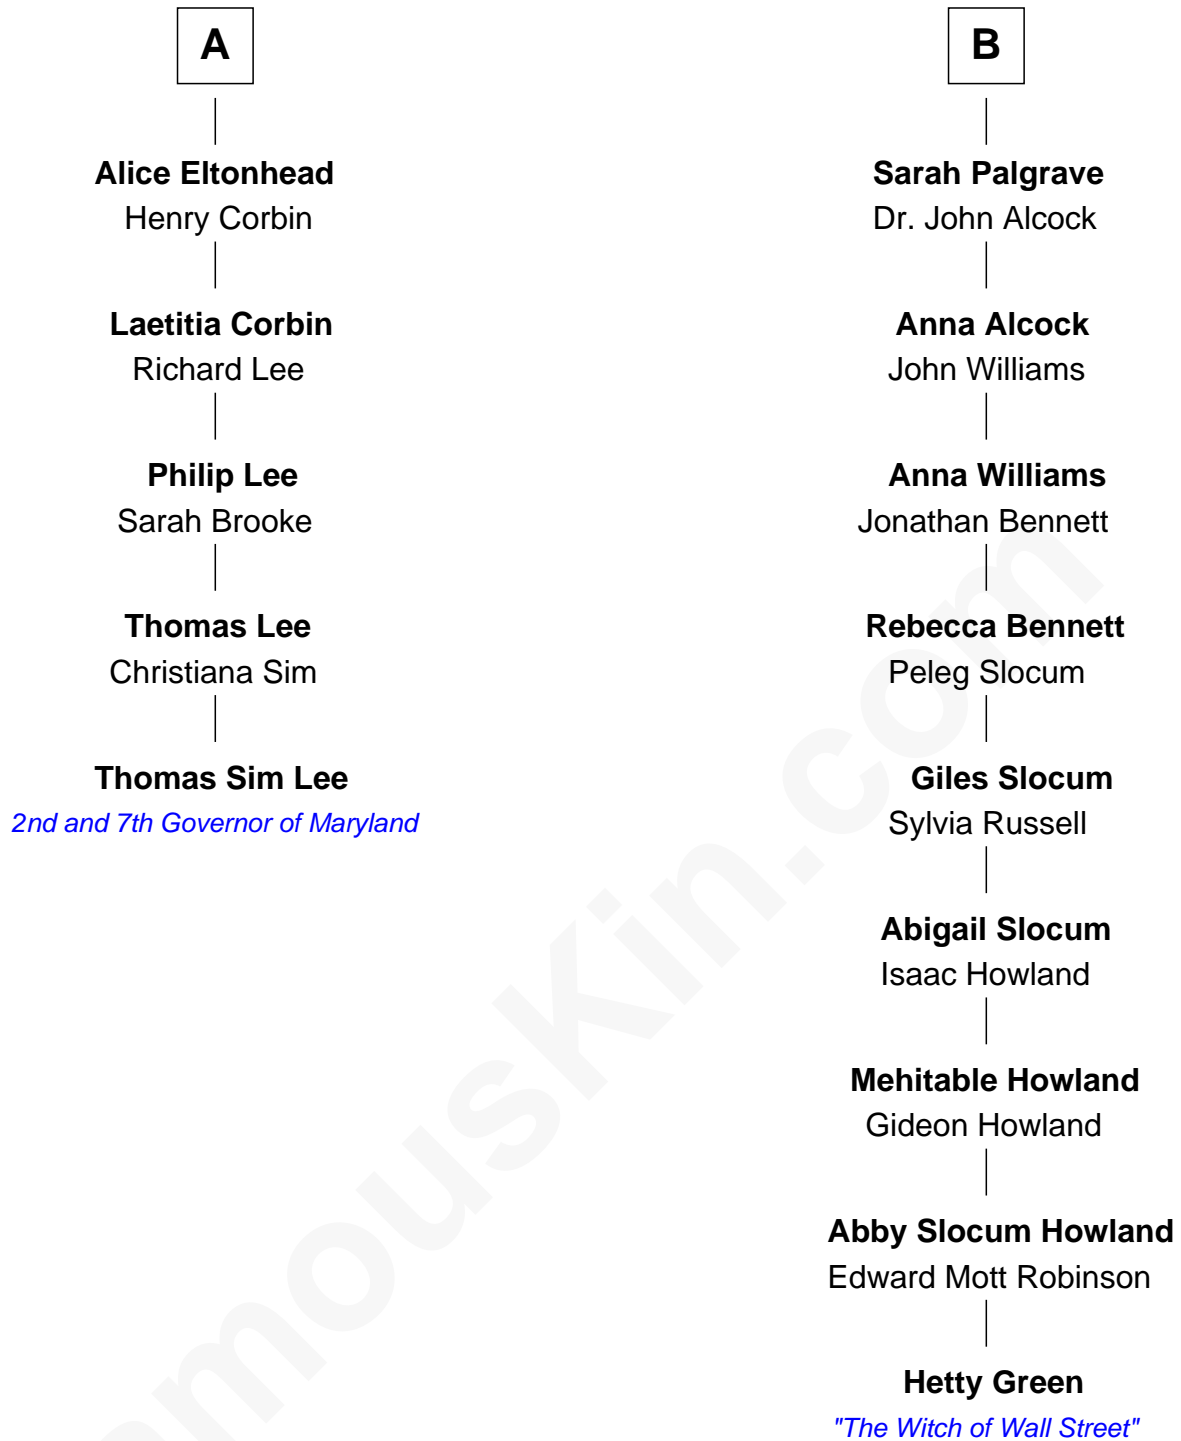 A
Alice Eltonhead
Henry Corbin
Laetitia Corbin
Richard Lee
Philip Lee
Sarah Brooke
Thomas Lee
Christiana Sim
Thomas Sim Lee
2nd and 7th Governor of Maryland
B
Sarah Palgrave
Dr. John Alcock
Anna Alcock
John Williams
Anna Williams
Jonathan Bennett
Rebecca Bennett
Peleg Slocum
Giles Slocum
Sylvia Russell
Abigail Slocum
Isaac Howland
Mehitable Howland
Gideon Howland
Abby Slocum Howland
Edward Mott Robinson
Hetty Green
"The Witch of Wall Street"
amouskin.com